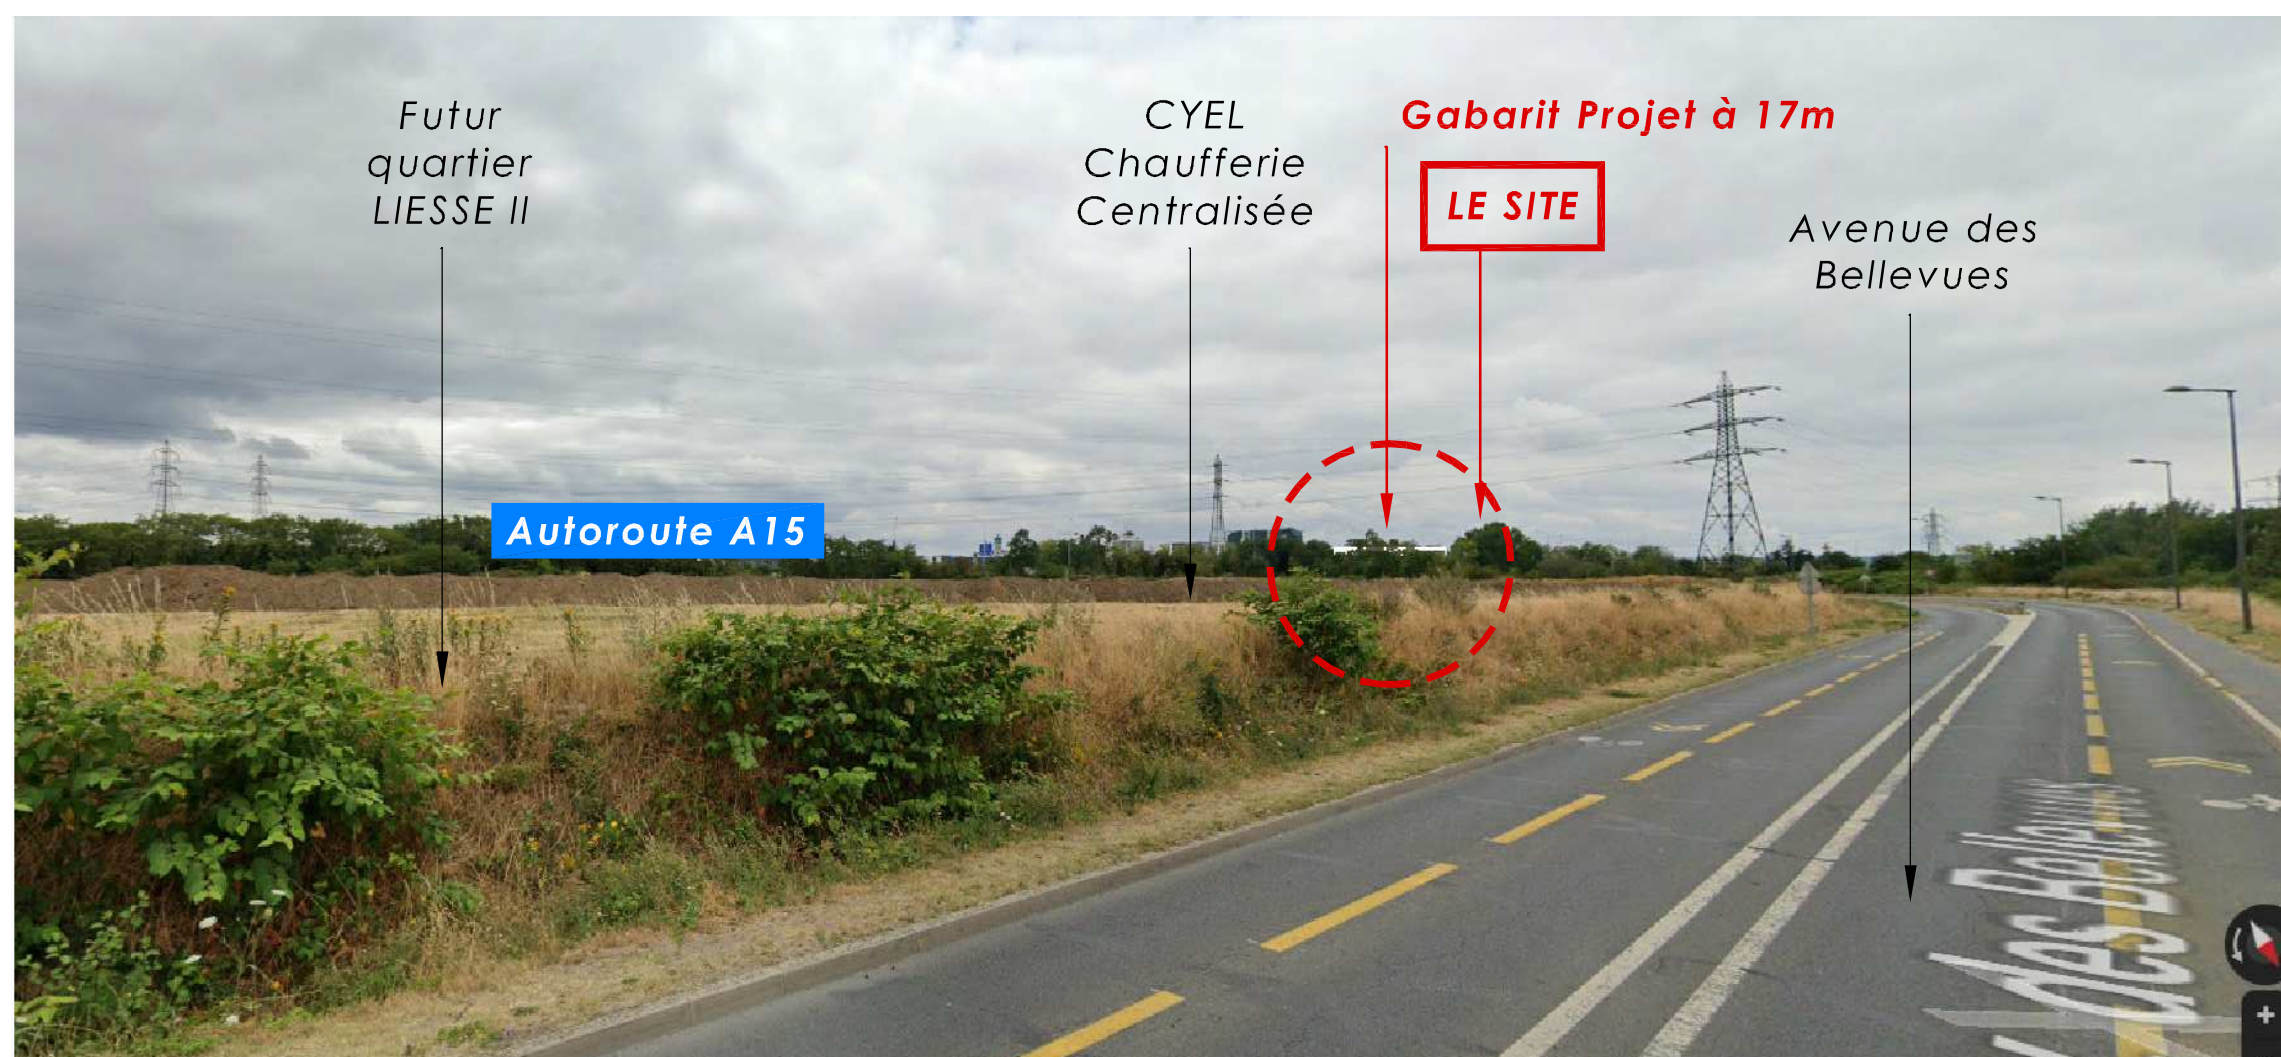 Futur
quartier
LIESSE II
CYEL
Chaufferie
Centralisée
Gabarit Projet à 17m
LE SITE
Avenue des
Bellevues
Autoroute A15
des Bellevues
+